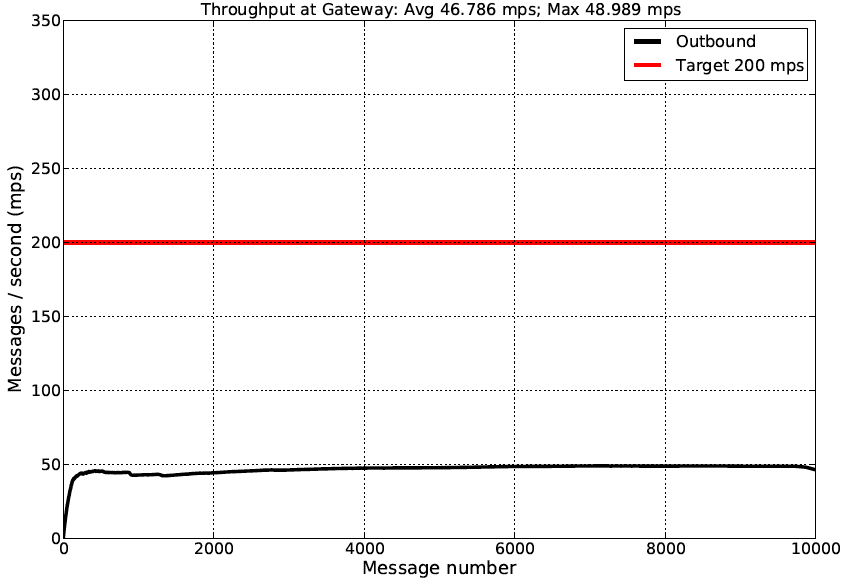 Throughput at Gateway: Avg 46.786 mps; Max 48.989 mps
350
300
250
200
150
100
50
0
Messages / second (mps)
Outbound
Target 200 mps
0 2000 4000 6000 8000 10000
Message number